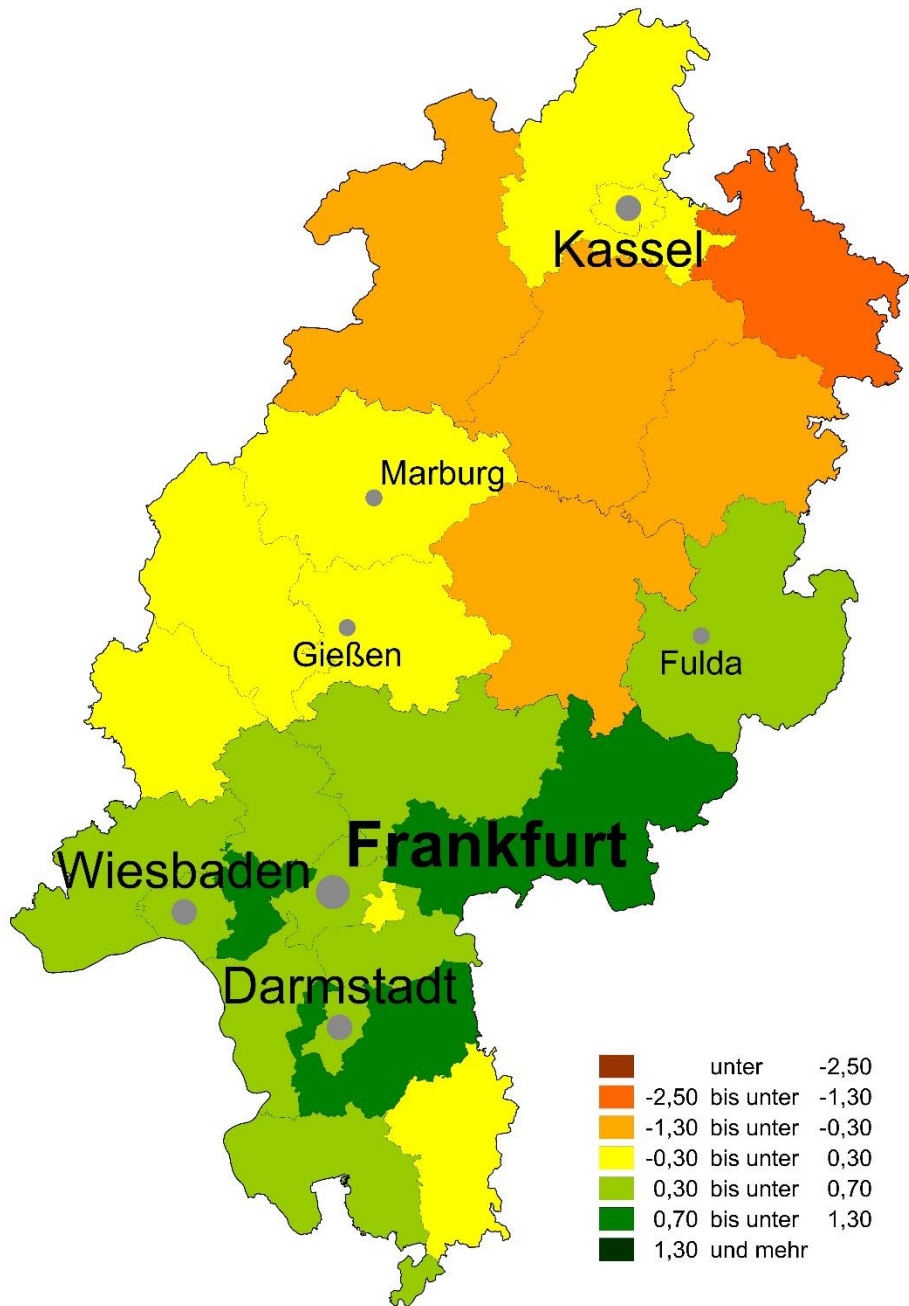 Kassel
Marburg
Gießen
Fulda
Frankfurt
Wiesbaden
Darmstadt
unter -2,50
-2,50 bis unter -1,30
-1,30 bis unter -0,30
-0,30 bis unter 0,30
0,30 bis unter 0,70
0,70 bis unter 1,30
1,30 und mehr